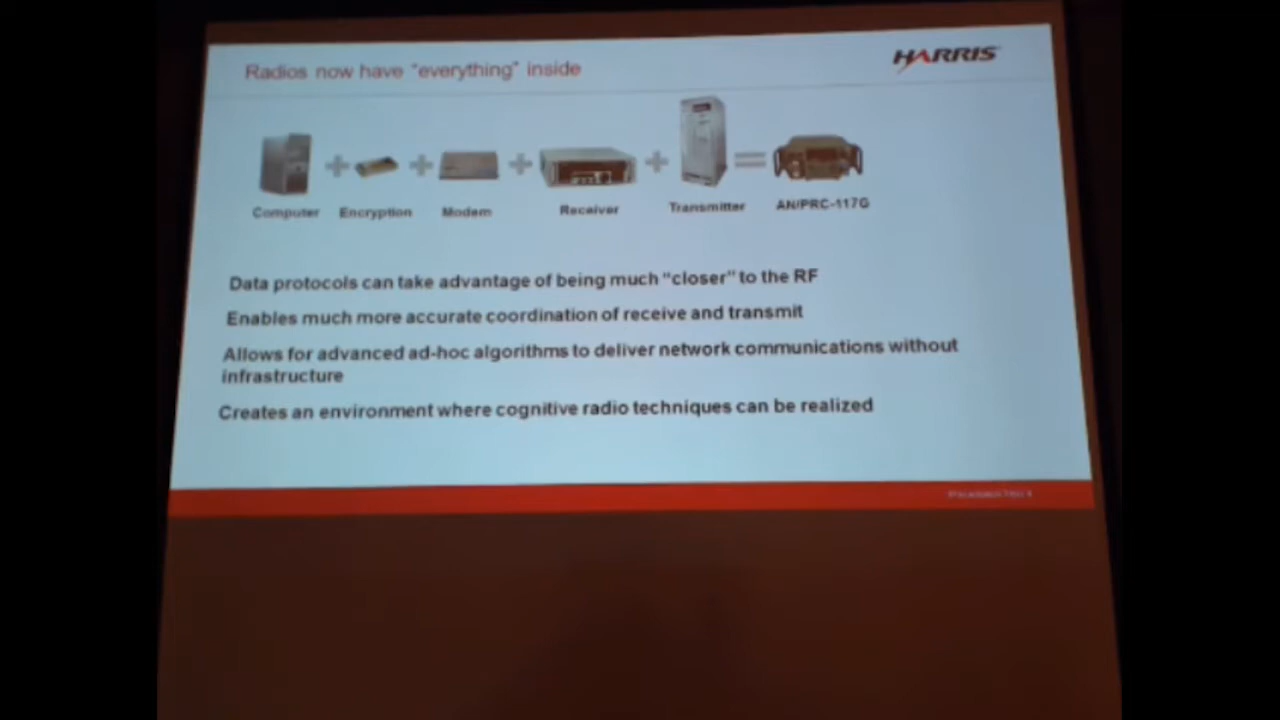 Radios now have "everything" inside
HARRIS
Computer
Encryption
Modem
Receiver
Transmitter
AN/PRC-117G
Data protocols can take advantage of being much "closer" to the RF
Enables much more accurate coordination of receive and transmit
Allows for advanced ad-hoc algorithms to deliver network communications without
infrastructure
Creates an environment where cognitive radio techniques can be realized